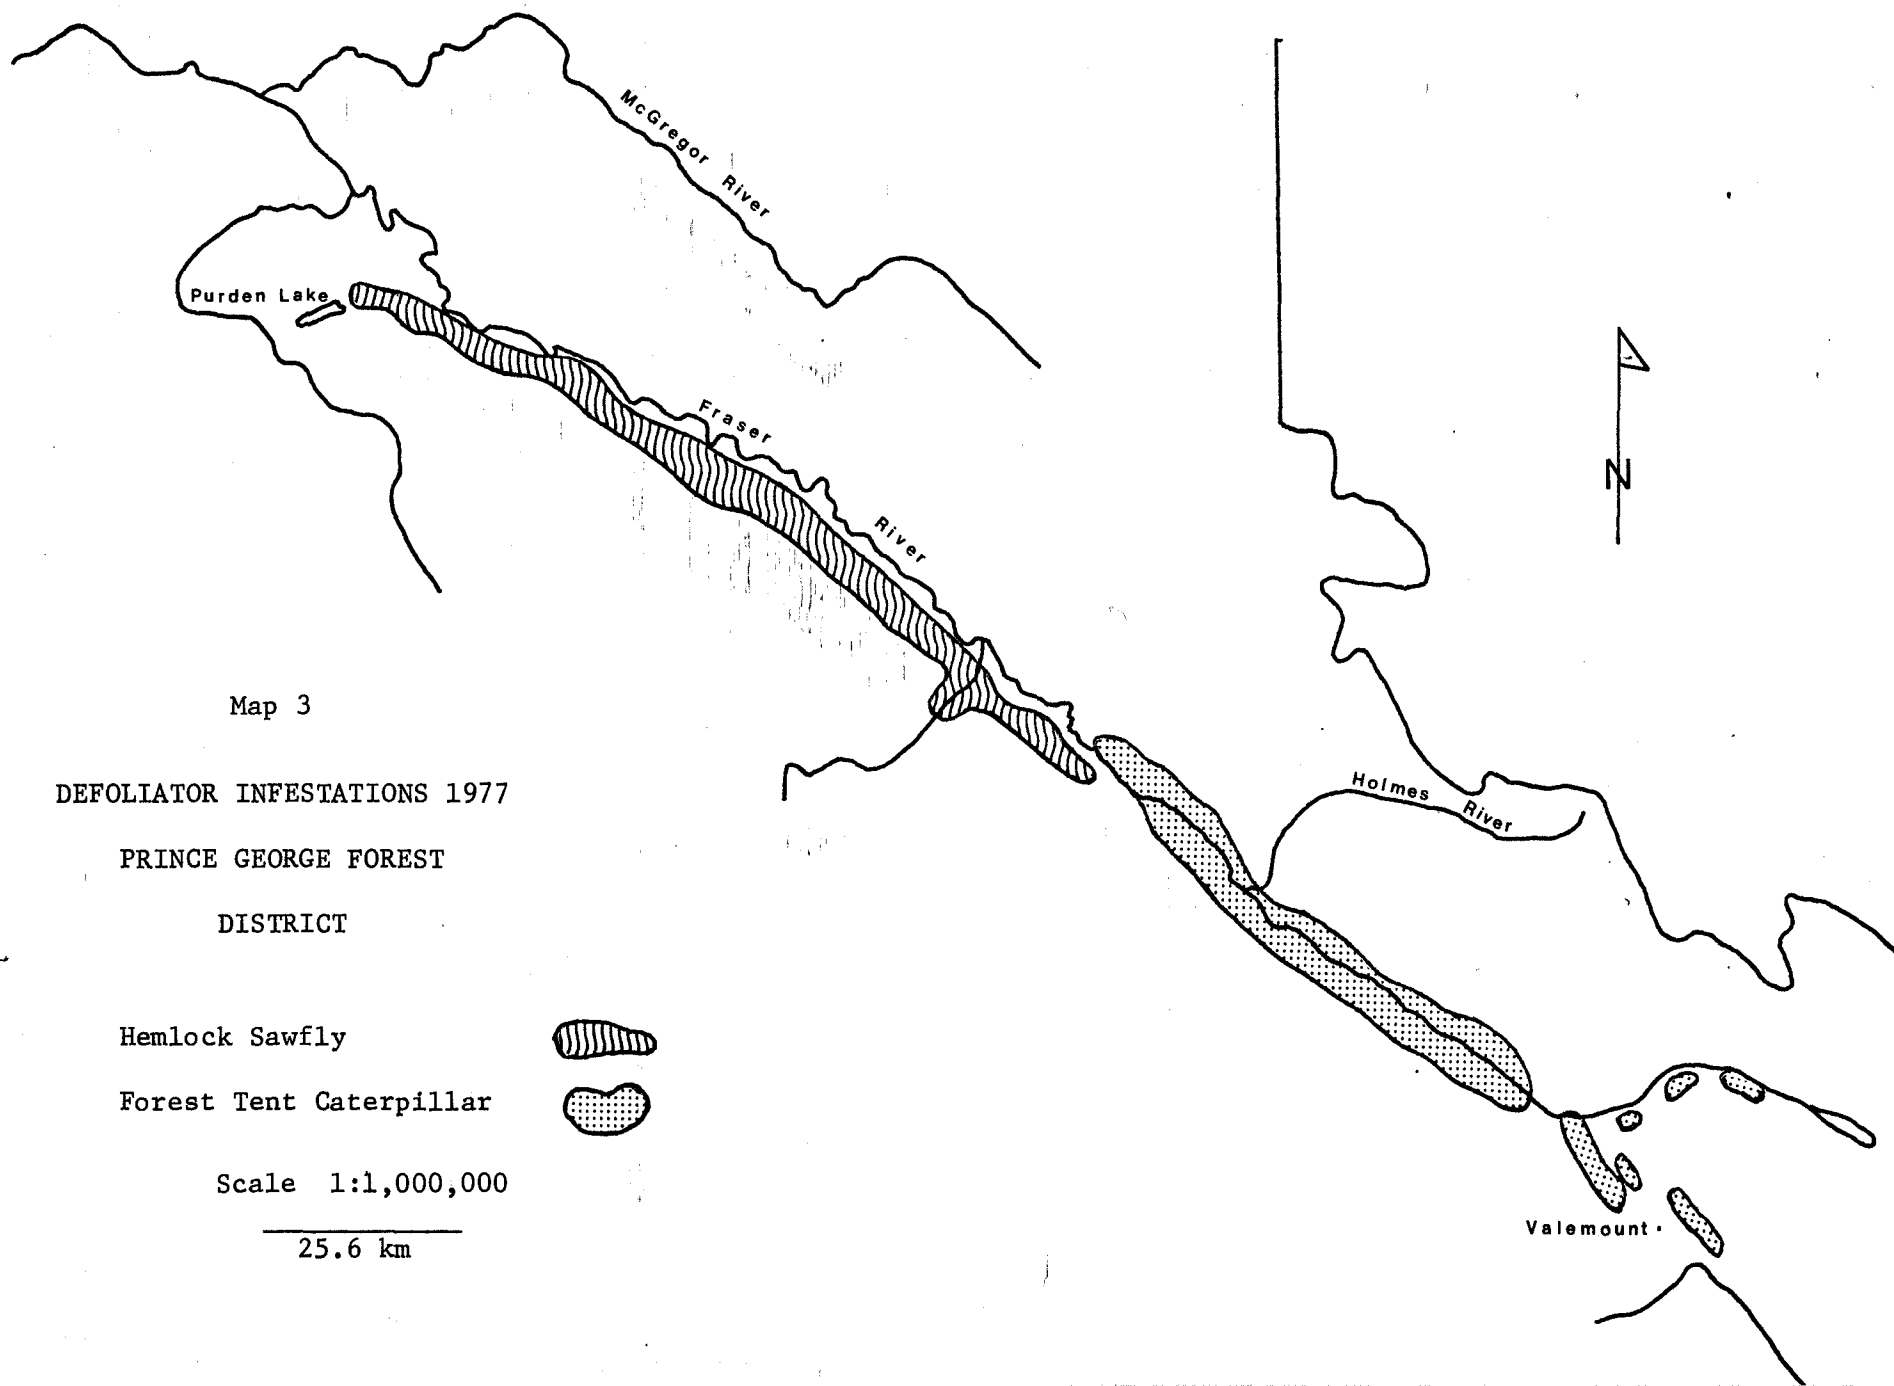 McGregor River
Purden Lake
Fraser River
N
Map 3
DEFOLIATOR INFESTATIONS 1977
PRINCE GEORGE FOREST
DISTRICT
Holmes River
Hemlock Sawfly
Forest Tent Caterpillar
Scale 1:1,000,000
25.6 km
Valemount